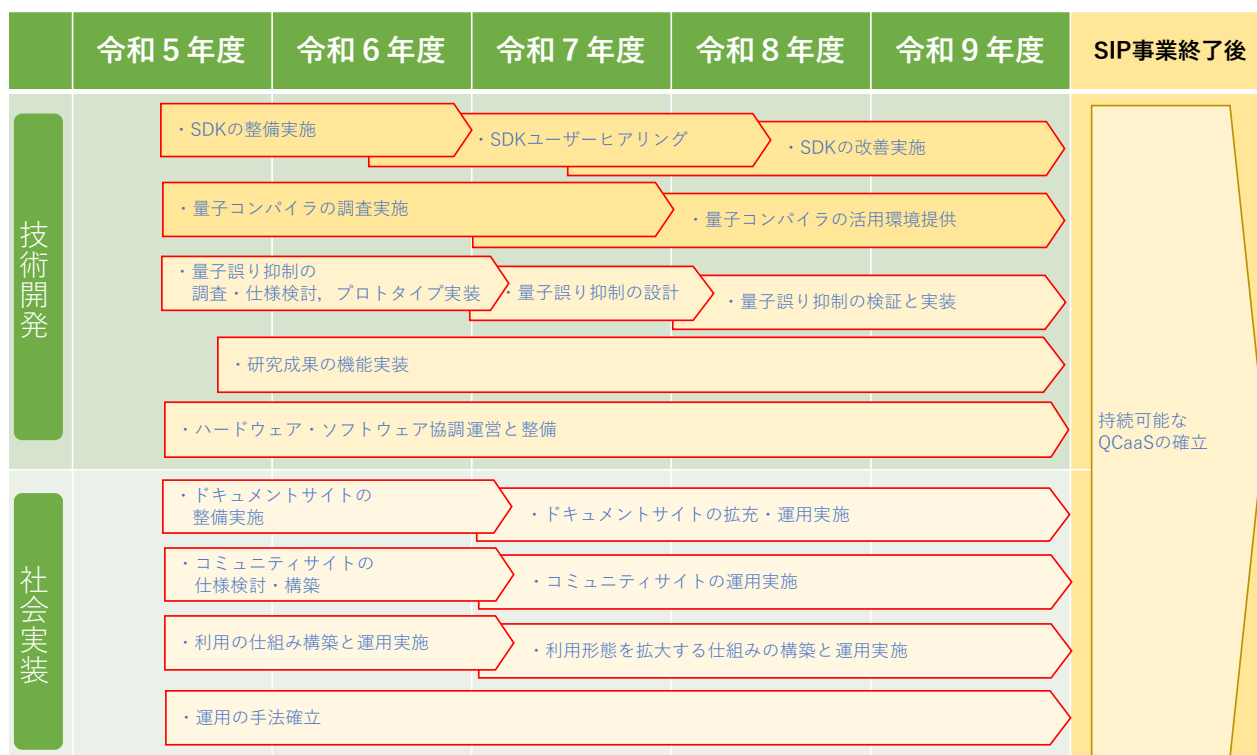 令和５年度
令和６年度
令和７年度
令和８年度
令和９年度
SIP事業終了後
技術開発
・SDKの整備実施
・SDKユーザーヒアリング
・SDKの改善実施
・量子コンパイラの調査実施
・量子コンパイラの活用環境提供
・量子誤り抑制の
調査・仕様検討，プロトタイプ実装
・量子誤り抑制の設計
・量子誤り抑制の検証と実装
・研究成果の機能実装
・ハードウェア・ソフトウェア協調運営と整備
持続可能な
QCaaSの確立
社会実装
・ドキュメントサイトの
整備実施
・ドキュメントサイトの拡充・運用実施
・コミュニティサイトの
仕様検討・構築
・コミュニティサイトの運用実施
・利用の仕組み構築と運用実施
・利用形態を拡大する仕組みの構築と運用実施
・運用の手法確立